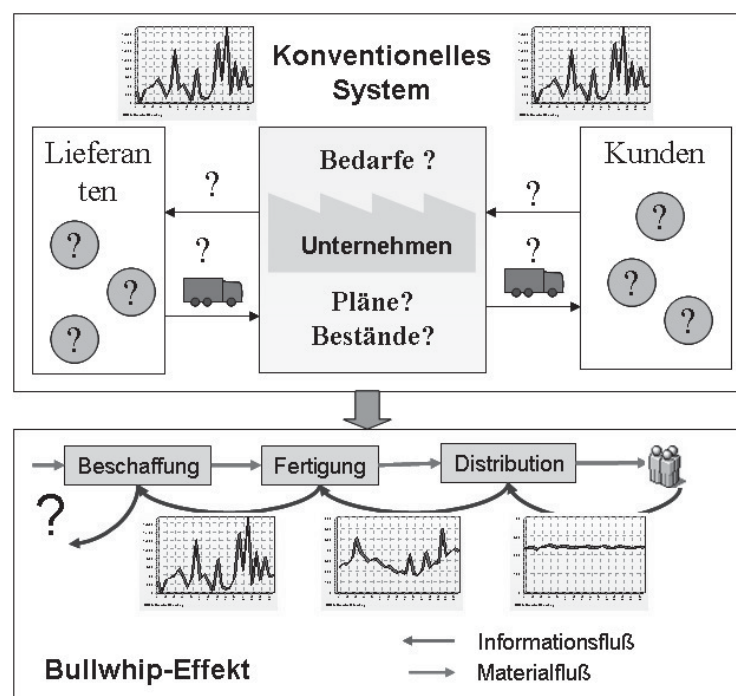 Konventionelles
System
Lieferan
ten
Bedarfe ?
Kunden
?
?
?
?
?
?
?
?
?
?
Unternehmen
Pläne?
Bestände?
Beschaffung
Fertigung
Distribution
?
Informationsfluß
Bullwhip-Effekt
Materialfluß